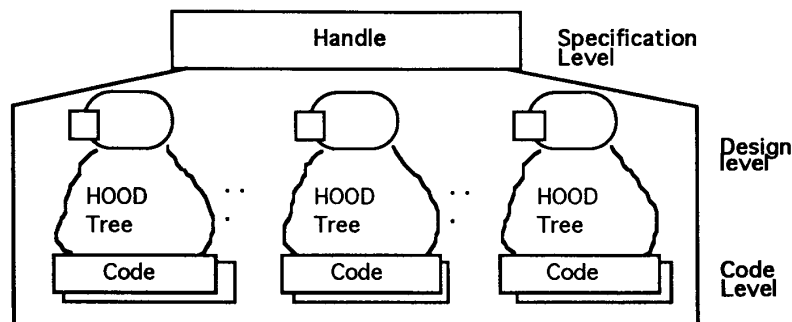 Handle
Specification
Level
Design
level
HOOD
Tree
HOOD
Tree
HOOD
Tree
Code
Code
Code
Code
Level